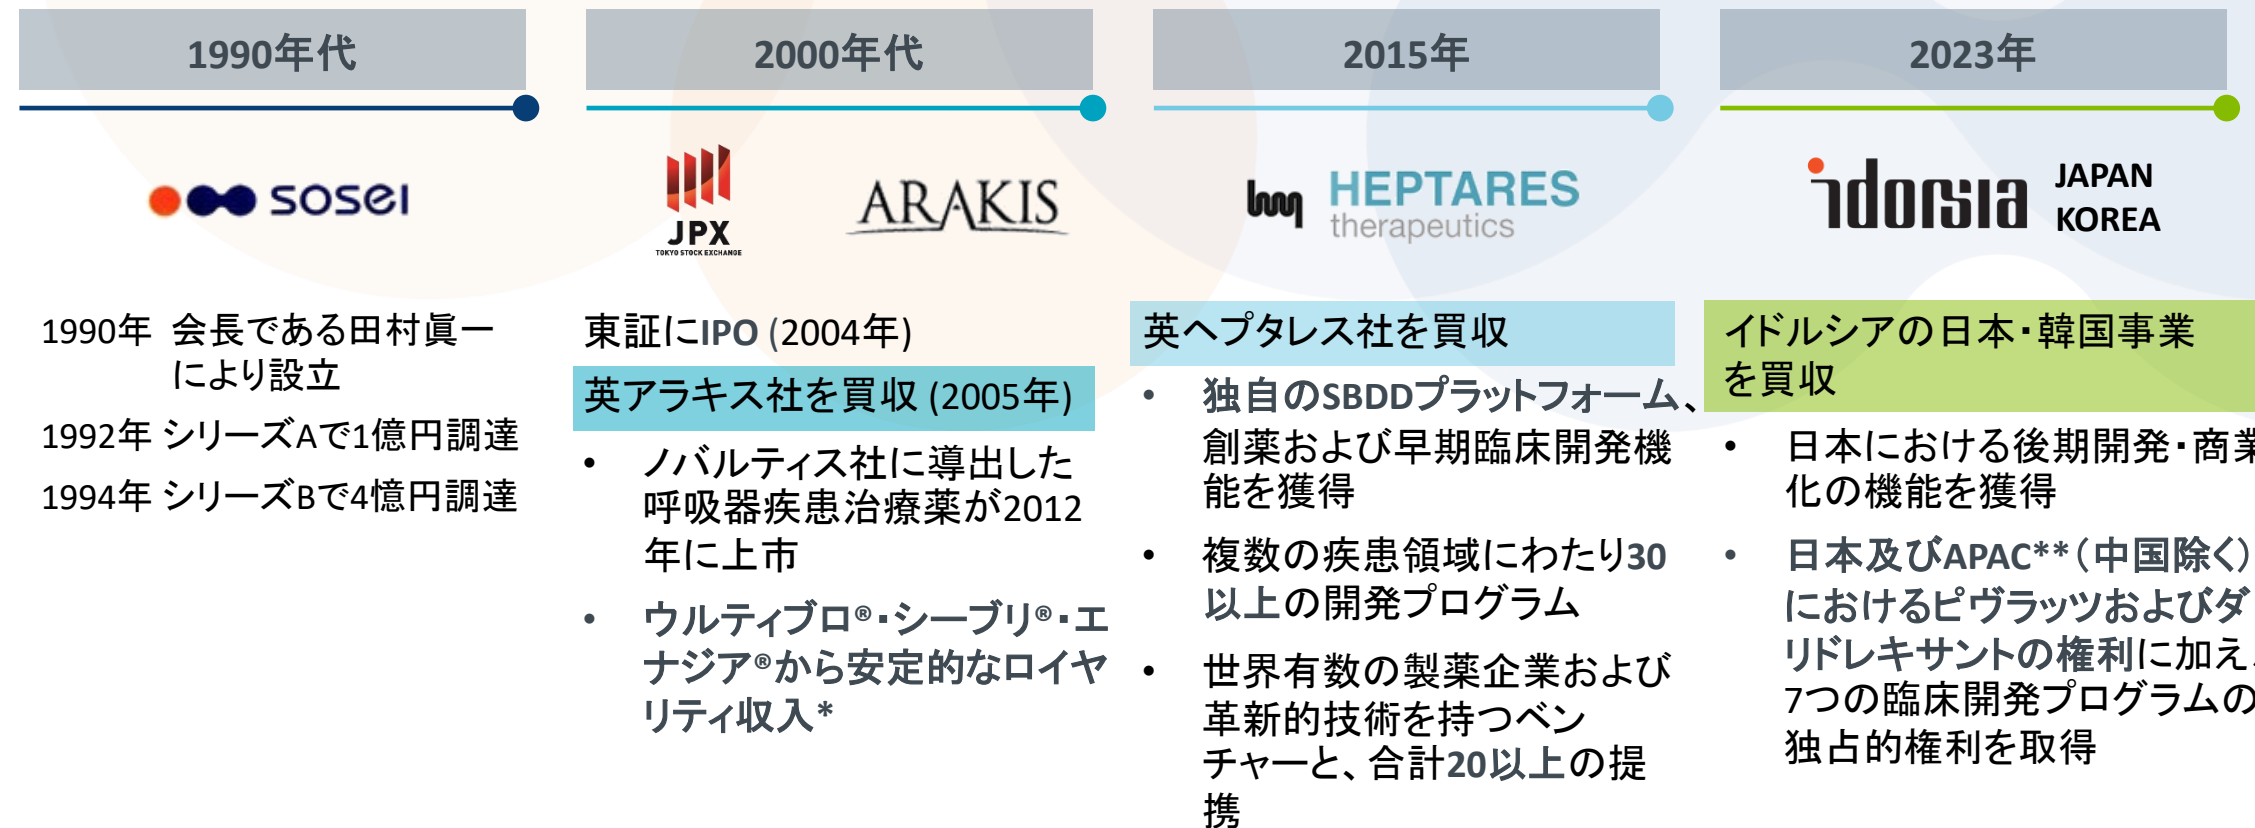 1990年代
sosei
1990年 会長である田村眞一
により設立
1992年 シリーズAで1億円調達
1994年 シリーズBで4憶円調達
2000年代
JPX
TOKYO STOCK EXCHANGE
ARAKIS
東証にIPO (2004年)
英アラキス社を買収 (2005年)
• ノバルティス社に導出した
呼吸器疾患治療薬が2012
年に上市
• ウルティブロ®・シーブリ®・エ
ナジア®から安定的なロイヤ
リティ収入*
2015年
HEPTARES
therapeutics
英ヘプタレス社を買収
• 独自のSBDDプラットフォーム、
創薬および早期臨床開発機
能を獲得
• 複数の疾患領域にわたり30
以上の開発プログラム
• 世界有数の製薬企業および
革新的技術を持つベン
チャーと、合計20以上の提
携
2023年
idorsia
JAPAN
KOREA
イドルシアの日本・韓国事業
を買収
• 日本における後期開発・商業
化の機能を獲得
• 日本及びAPAC**（中国除く）
におけるピヴラッツおよびダ
リドレキサントの権利に加え、
7つの臨床開発プログラムの
独占的権利を取得